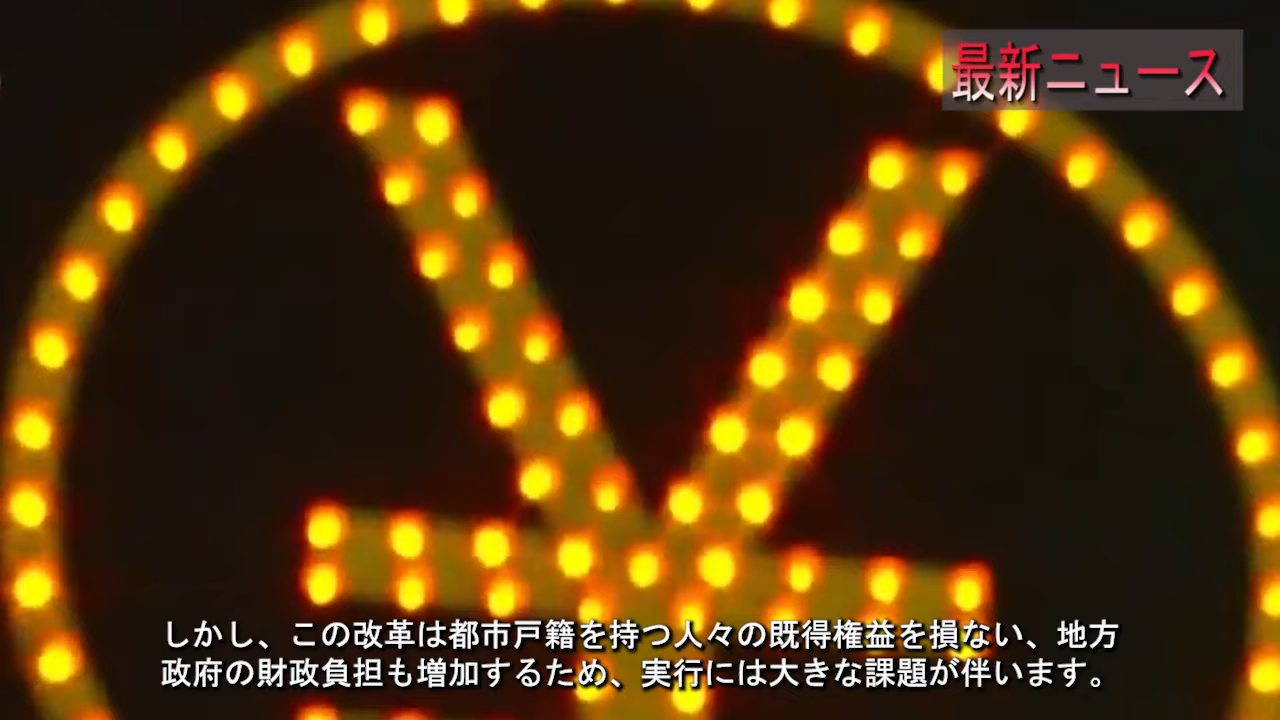 最新ニュース
しかし、この改革は都市戸籍を持つ人々の既得権益を損ない、地方
政府の財政負担も増加するため、実行には大きな課題が伴います。